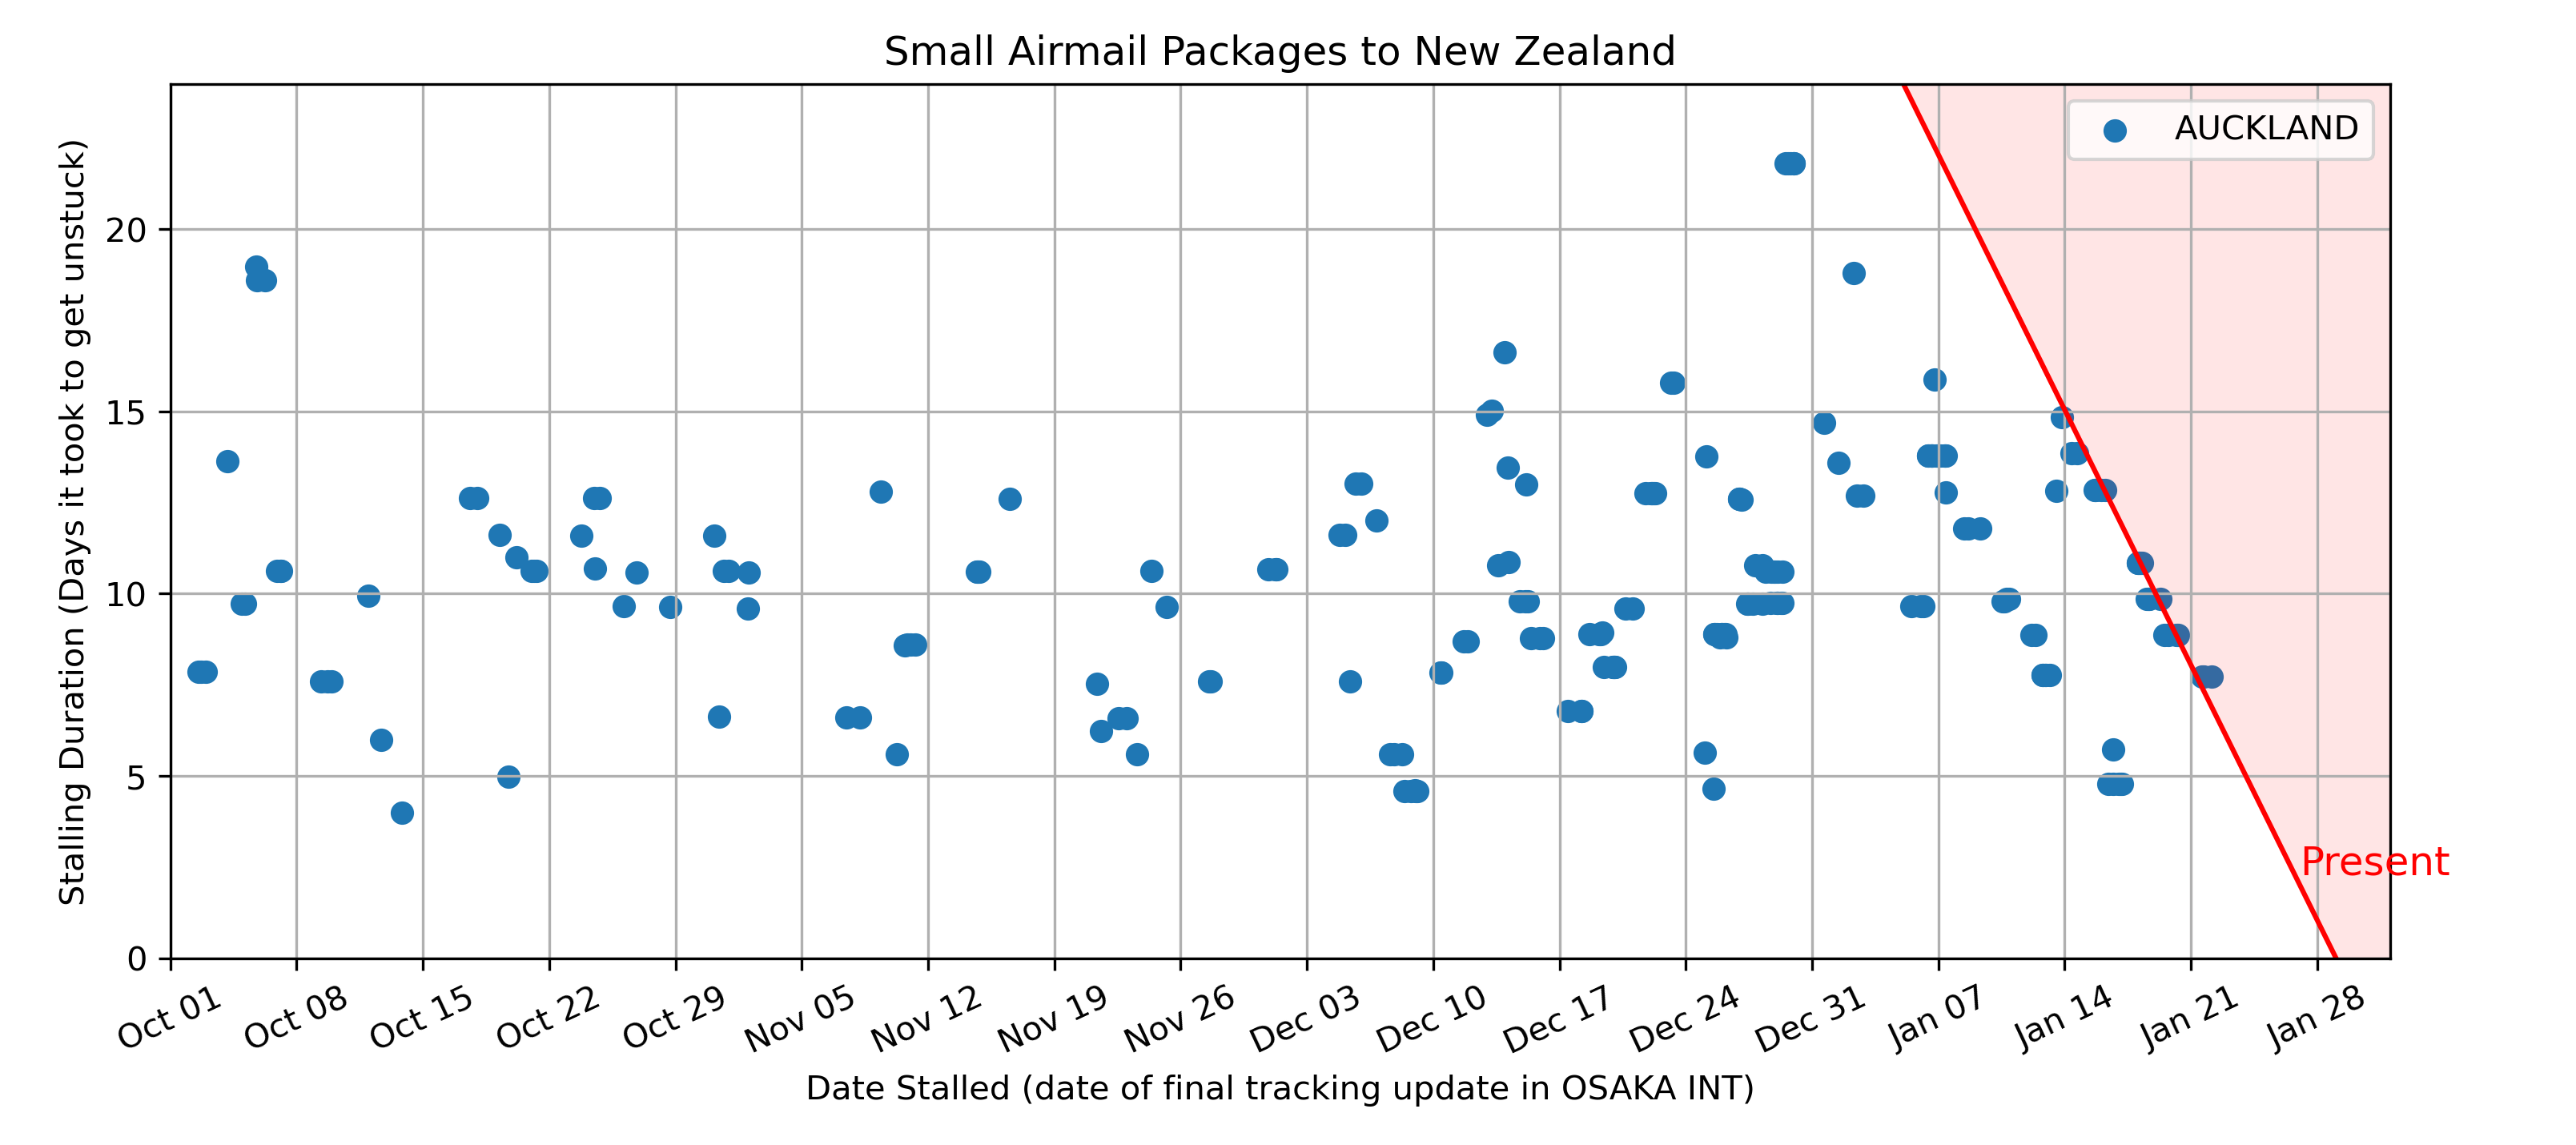 Small Airmail Packages to New Zealand
AUCKLAND
Stalling Duration (Days it took to get unstuck)
20
15
10
5
0
Present
Oct 01
Oct 08
Oct 15
Oct 22
Oct 29
Nov 05
Nov 12
Nov 19
Nov 26
Dec 03
Dec 10
Dec 17
Dec 24
Dec 31
Jan 07
Jan 14
Jan 21
Jan 28
Date Stalled (date of final tracking update in OSAKA INT)